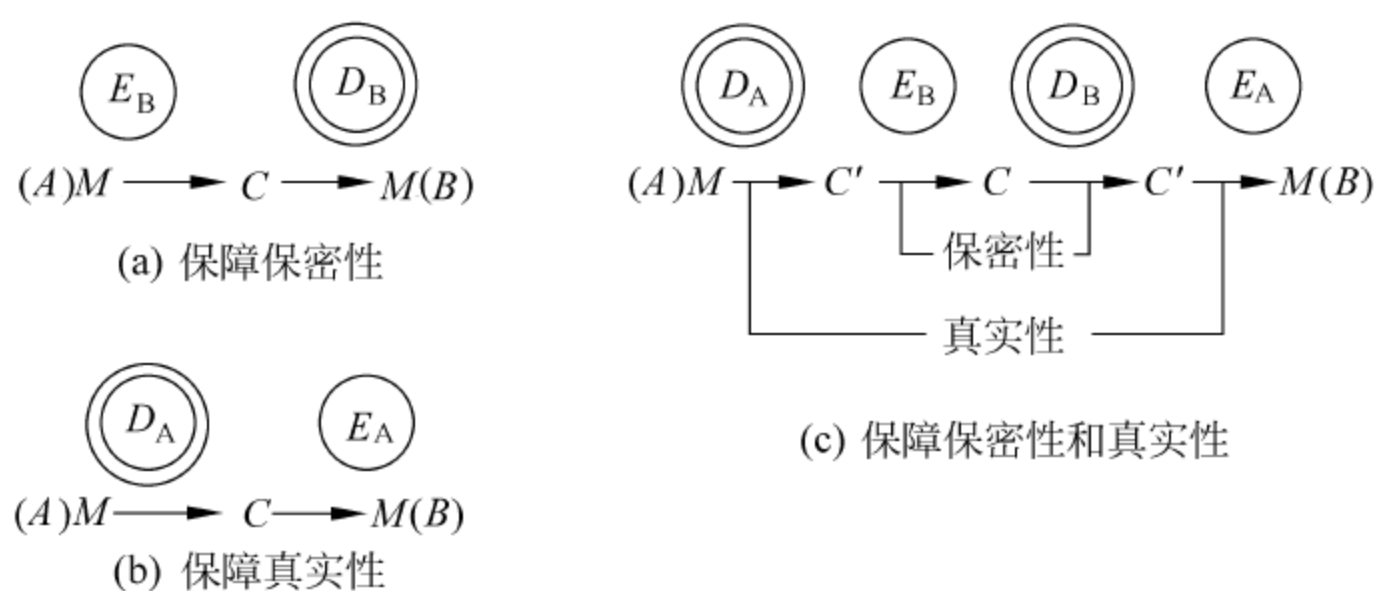 E_B D_B
(A)M C M(B)
(a) 保障保密性
D_A E_A
(A)M C M(B)
(b) 保障真实性
D_A E_B D_B E_A
(A)M C′ C C′ M(B)
保密性
真实性
(c) 保障保密性和真实性